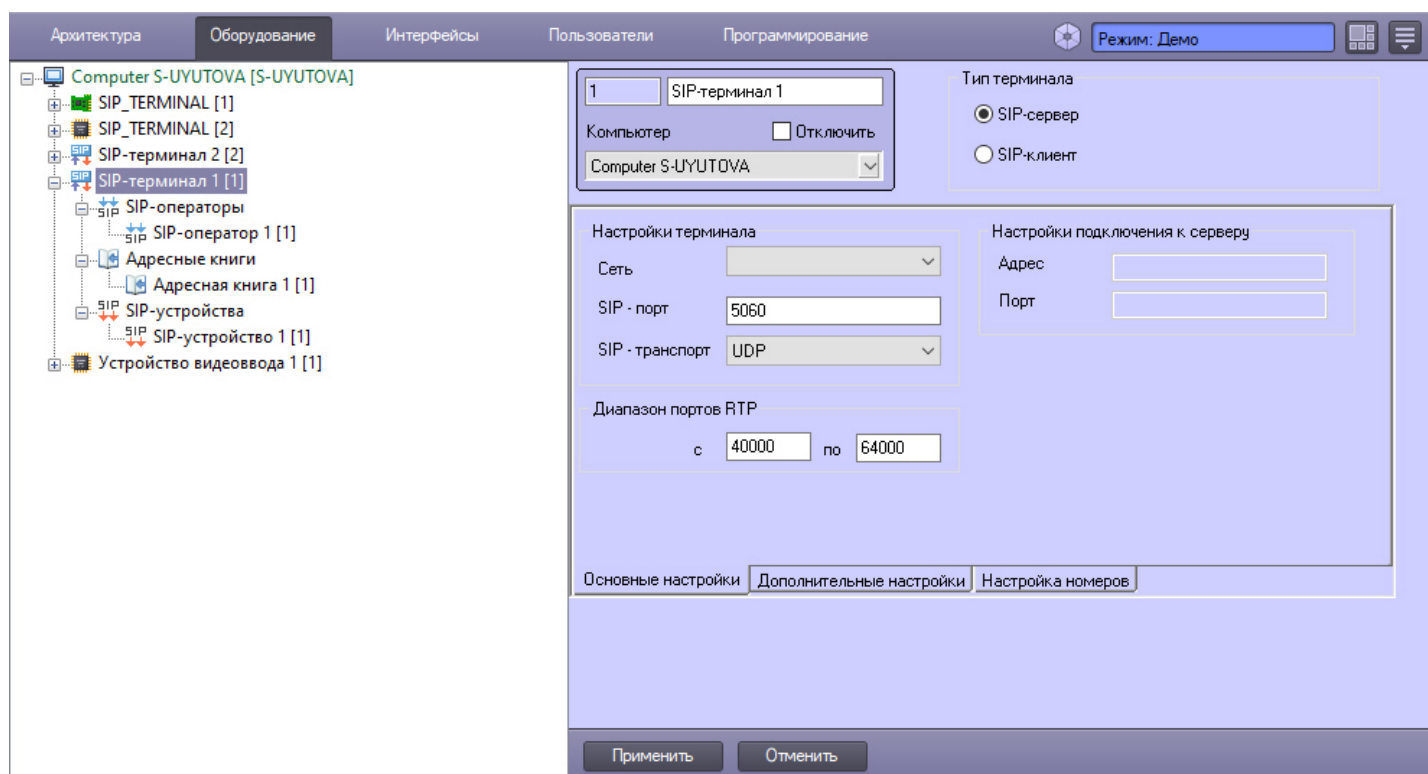 Архитектура Оборудование Интерфейсы Пользователи Программирование Режим: Демо
Computer S-UYUTOVA [S-UYUTOVA]
SIP_TERMINAL [1]
SIP_TERMINAL [2]
SIP-терминал 2 [2]
SIP-терминал 1 [1]
SIP-операторы
SIP-оператор 1 [1]
Адресные книги
Адресная книга 1 [1]
SIP-устройства
SIP-устройство 1 [1]
Устройство видеоввода 1 [1]
1 SIP-терминал 1
Компьютер Отключить
Computer S-UYUTOVA
Тип терминала
SIP-сервер
SIP-клиент
Настройки терминала
Сеть
SIP - порт 5060
SIP - транспорт UDP
Диапазон портов RTP
с 40000 по 64000
Настройки подключения к серверу
Адрес
Порт
Основные настройки Дополнительные настройки Настройка номеров
Применить Отменить